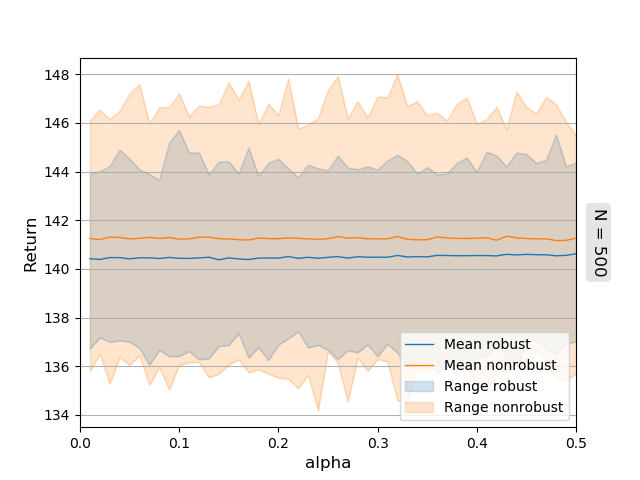 148
146
144
142
140
138
136
134
Return
0.0
0.1
0.2
0.3
0.4
0.5
alpha
N = 500
Mean robust
Mean nonrobust
Range robust
Range nonrobust